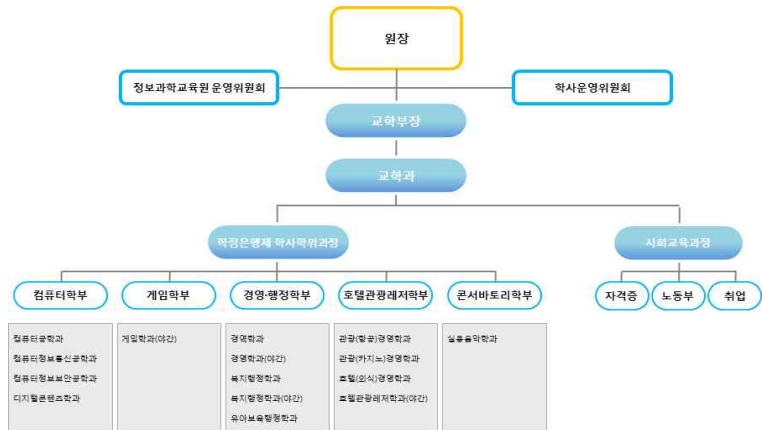 원장
정보과학교육원 운영위원회
학사운영위원회
교학부장
교학과
학점은행제 학사학위과정
사회교육과정
컴퓨터학부
게임학부
경영·행정학부
호텔관광레저학부
콘서바토리학부
자격증
노동부
취업
컴퓨터공학과
컴퓨터정보통신공학과
컴퓨터정보보안공학과
디지털콘텐츠학과
게임학과(야간)
경영학과
경영학과(야간)
복지행정학과
복지행정학과(야간)
유아보육행정학과
관광(항공)경영학과
관광(카지노)경영학과
호텔(외식)경영학과
호텔관광레저학과(야간)
실용음악학과